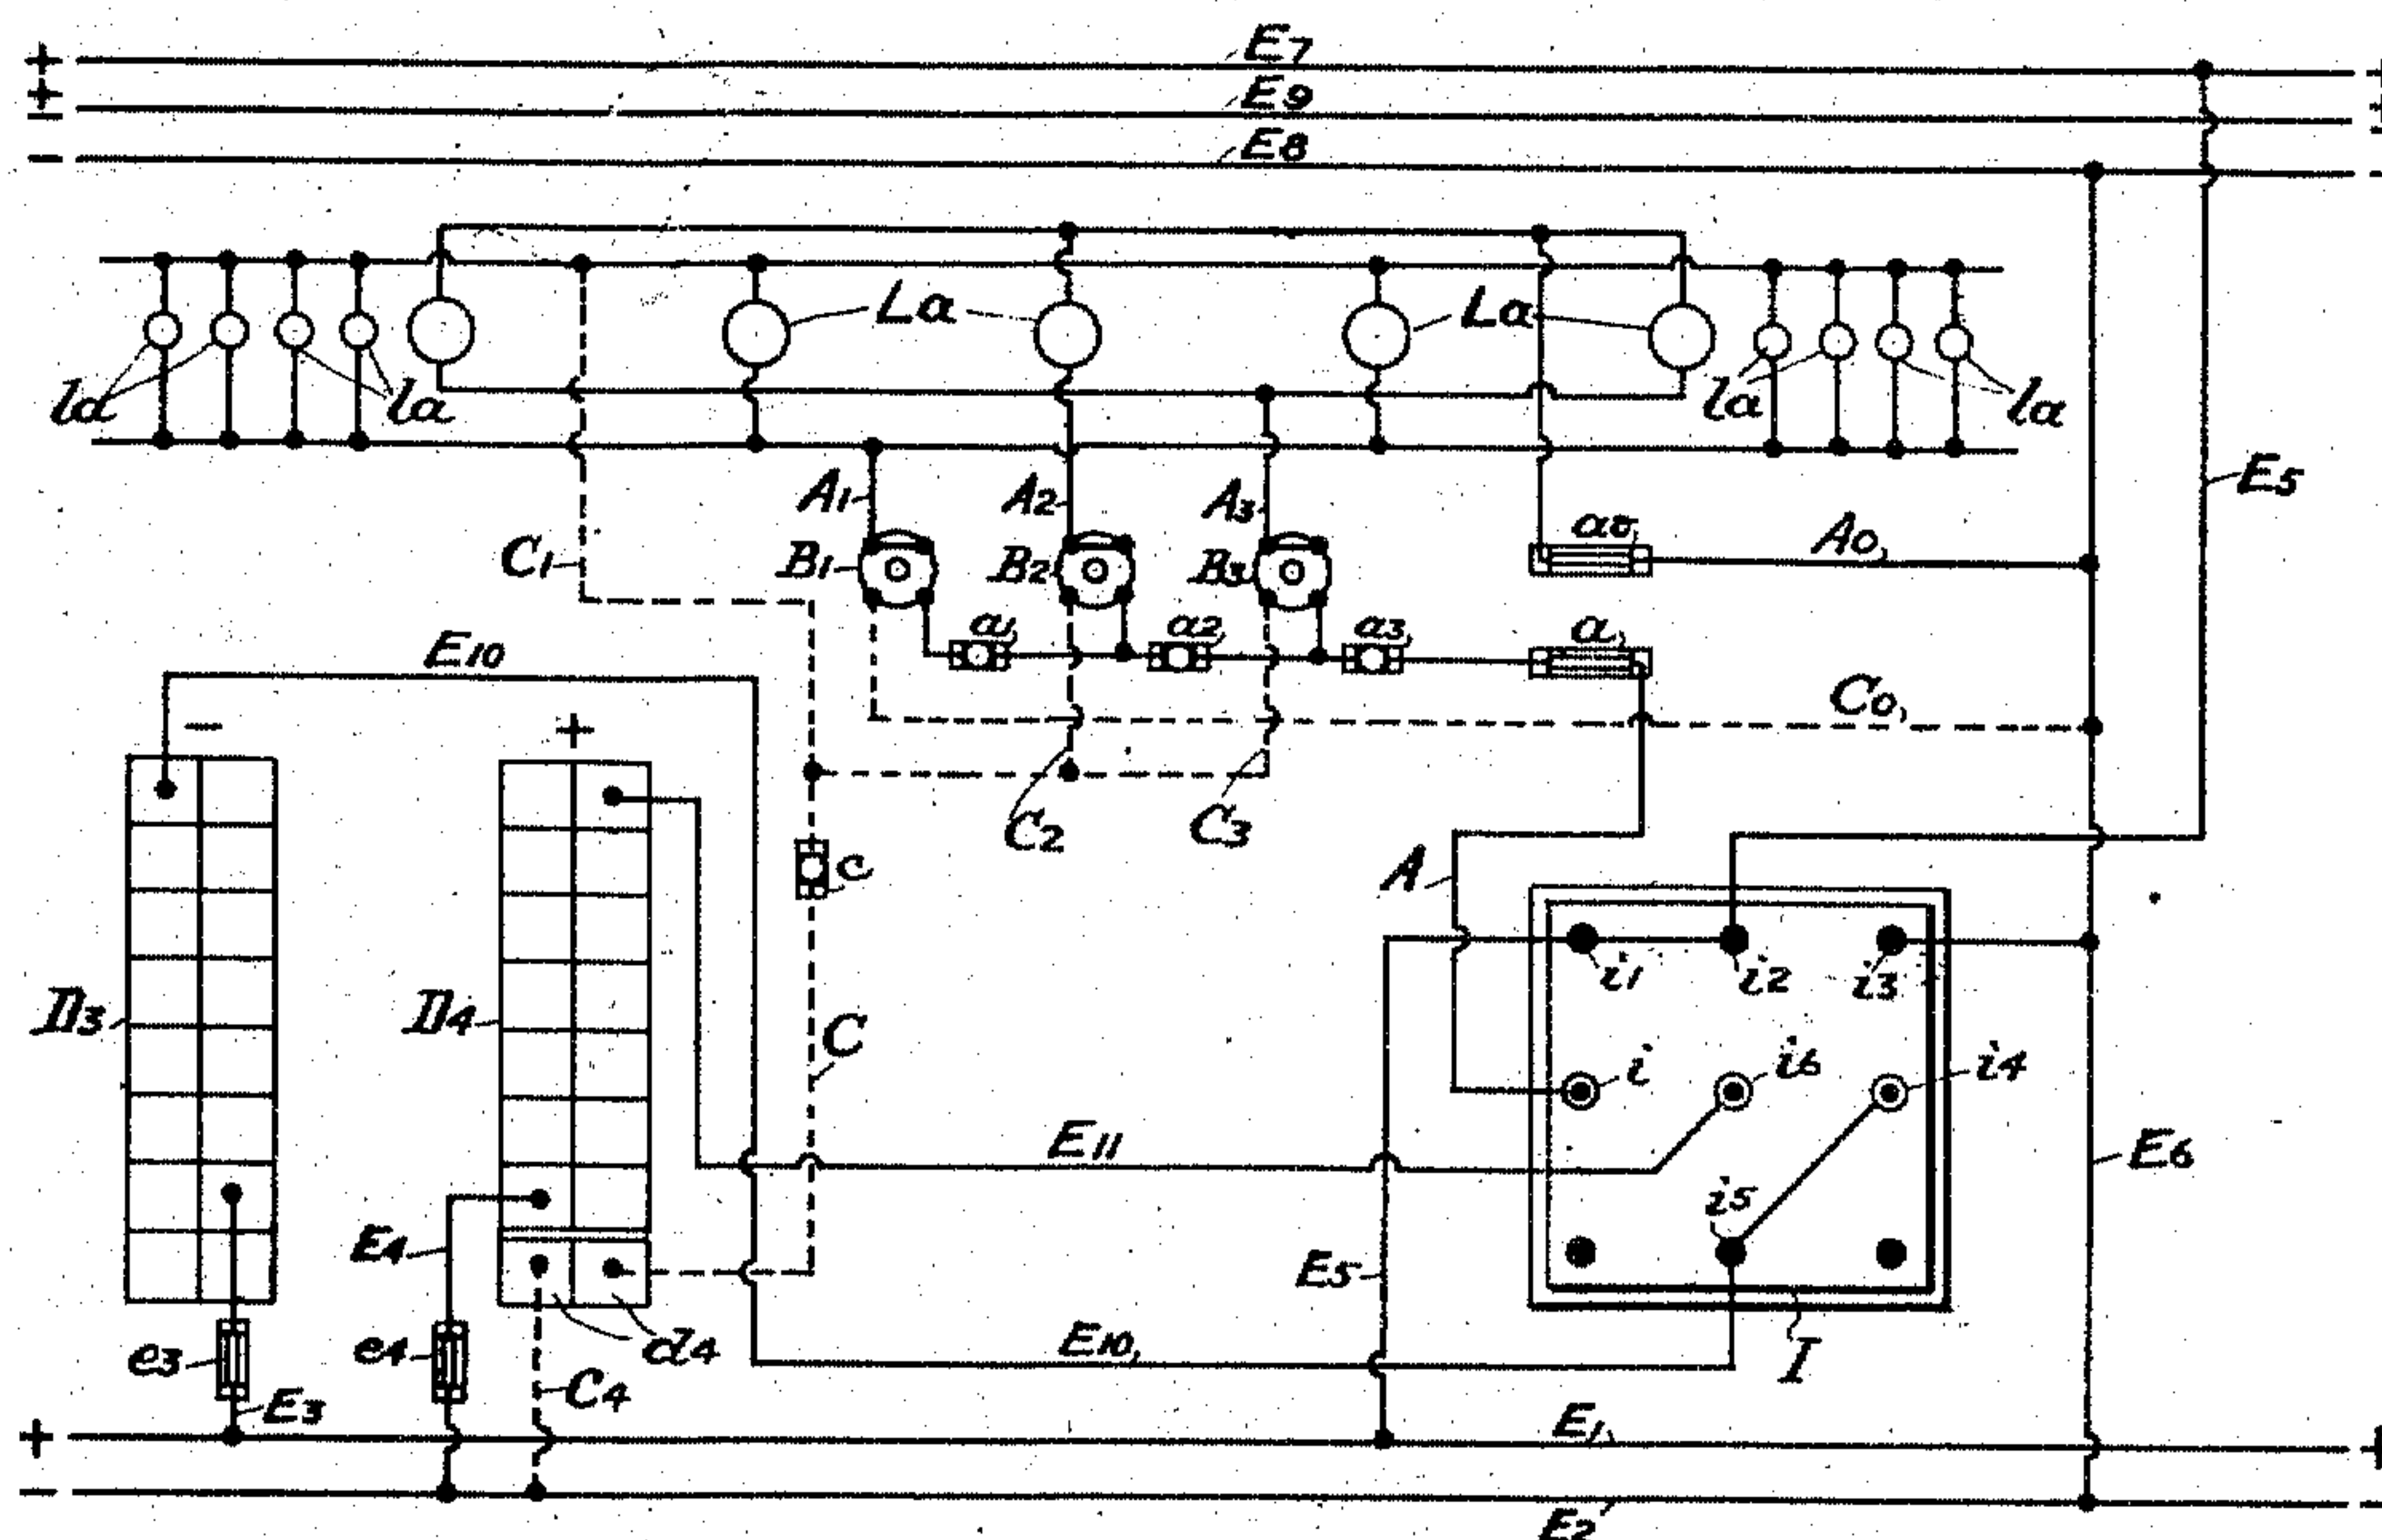 + E7 +
+ E9 +
− −
− E8 −
La La
la la la la
A1 A2 A3 E5
a0 A0
C1 B1 B2 B3
a1 a2 a3 a
E10
C0
− +
C2 C3
c A
i1 i2 i3
D3 D4 C
i i6 i4
E11 E6
i5
E4 E5
e3 e4 d4 E10 I
C4
E3
+ E1 +
− E2 −